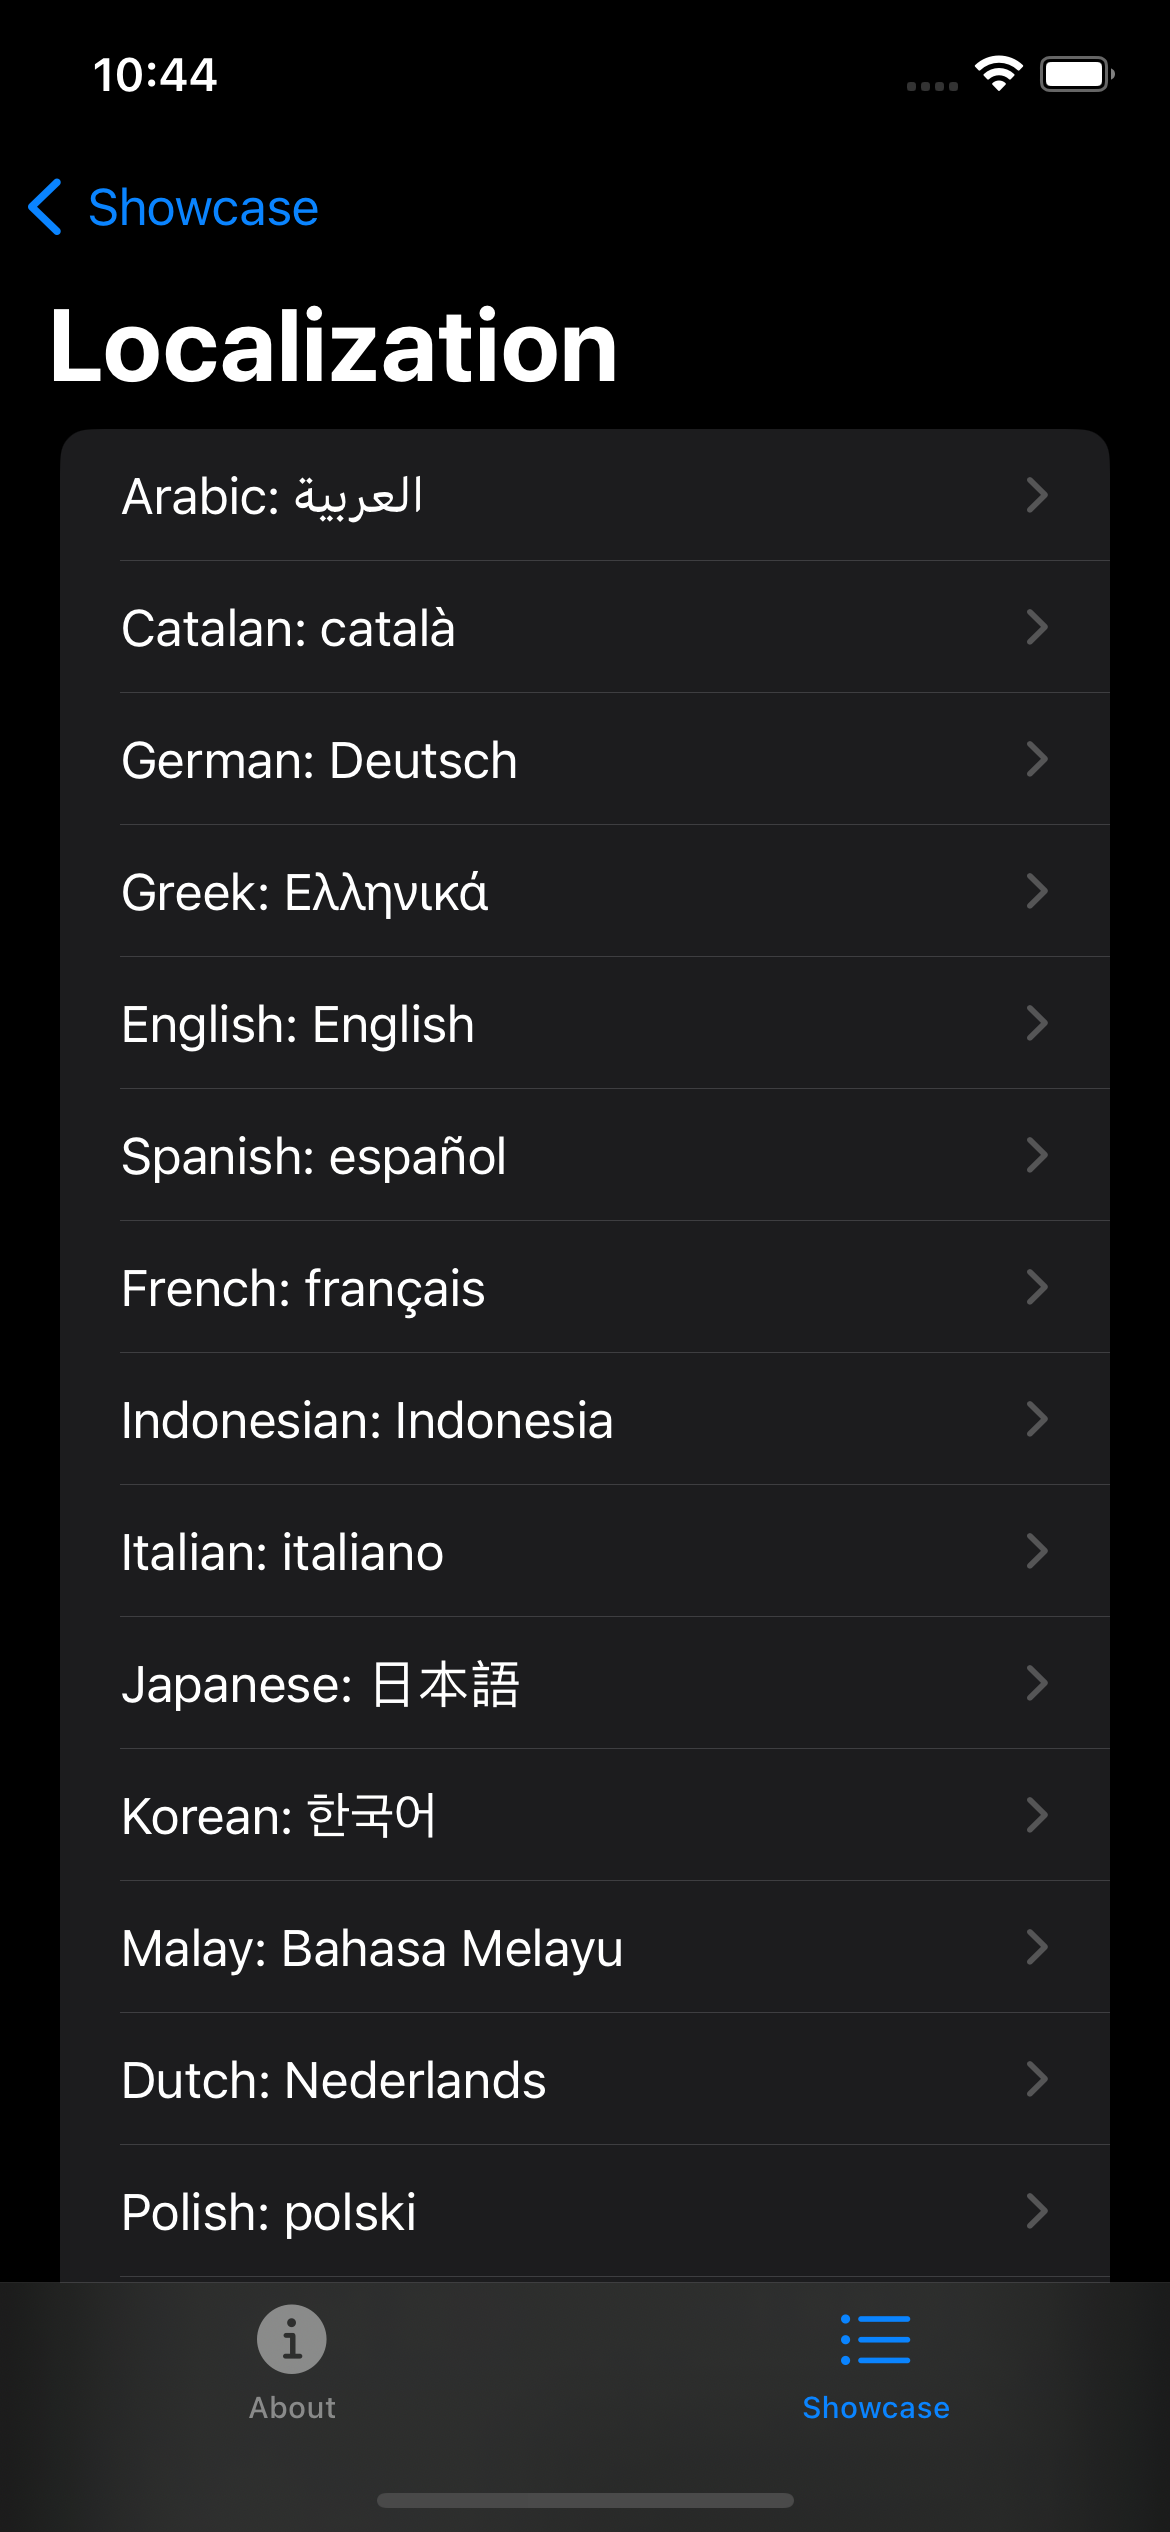 10:44
Showcase
Localization
Arabic: العربية
Catalan: català
German: Deutsch
Greek: Ελληνικά
English: English
Spanish: español
French: français
Indonesian: Indonesia
Italian: italiano
Japanese: 日本語
Korean: 한국어
Malay: Bahasa Melayu
Dutch: Nederlands
Polish: polski
About
Showcase